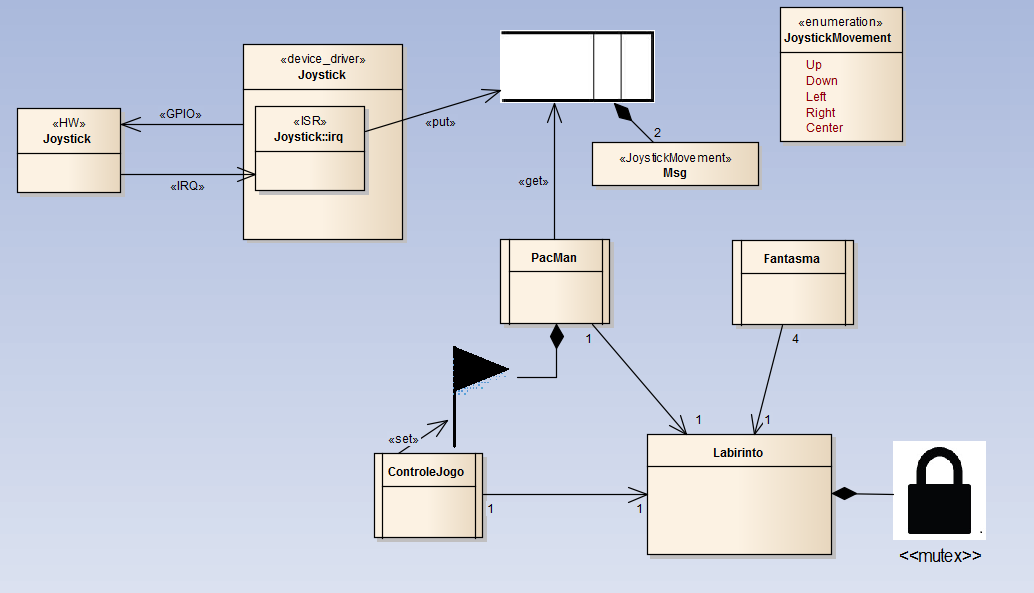 «enumeration»
JoystickMovement
Up
Down
Left
Right
Center
«device_driver»
Joystick
«HW»
Joystick
«GPIO»
«ISR»
Joystick::irq
«IRQ»
«put»
2
«JoystickMovement»
Msg
«get»
PacMan
Fantasma
1
4
1
1
«set»
ControleJogo
Labirinto
1
1
<<mutex>>